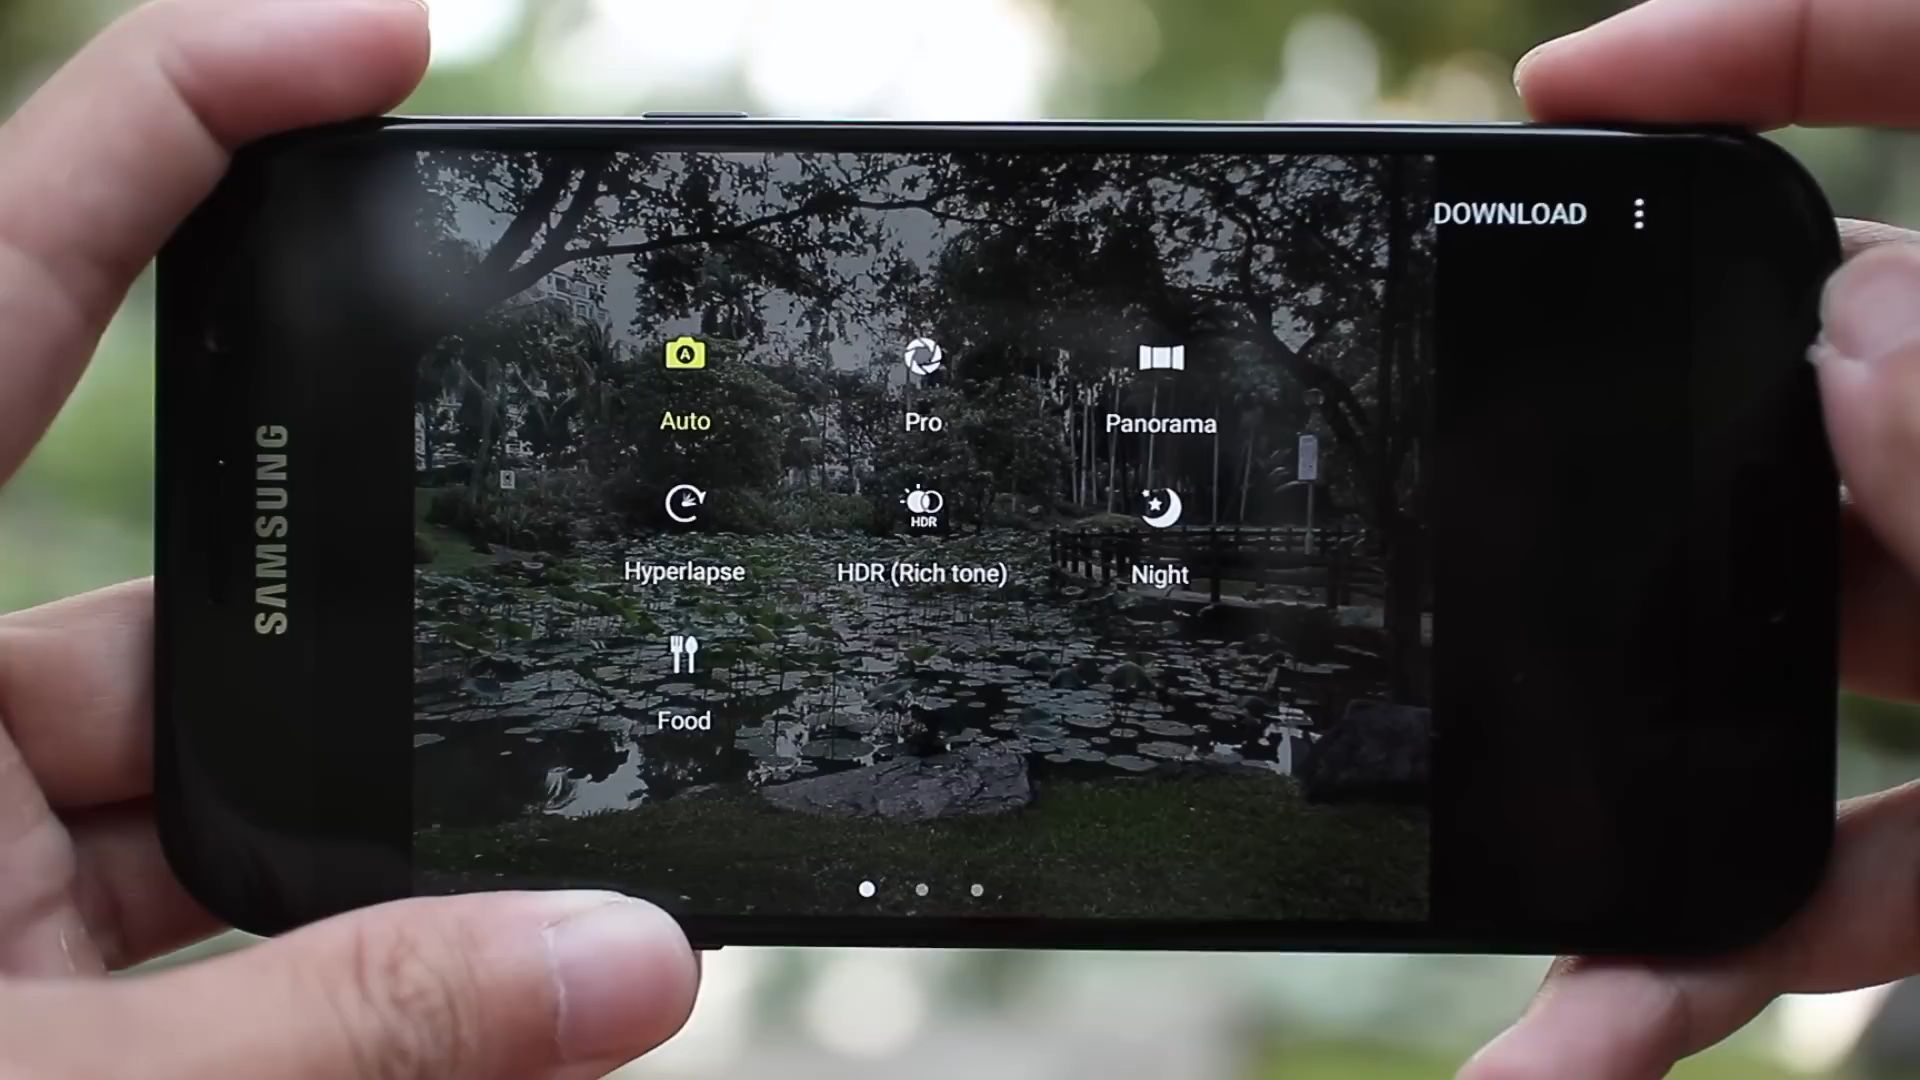 SAMSUNG
DOWNLOAD
Auto
Pro
Panorama
Hyperlapse
HDR
HDR (Rich tone)
Night
Food